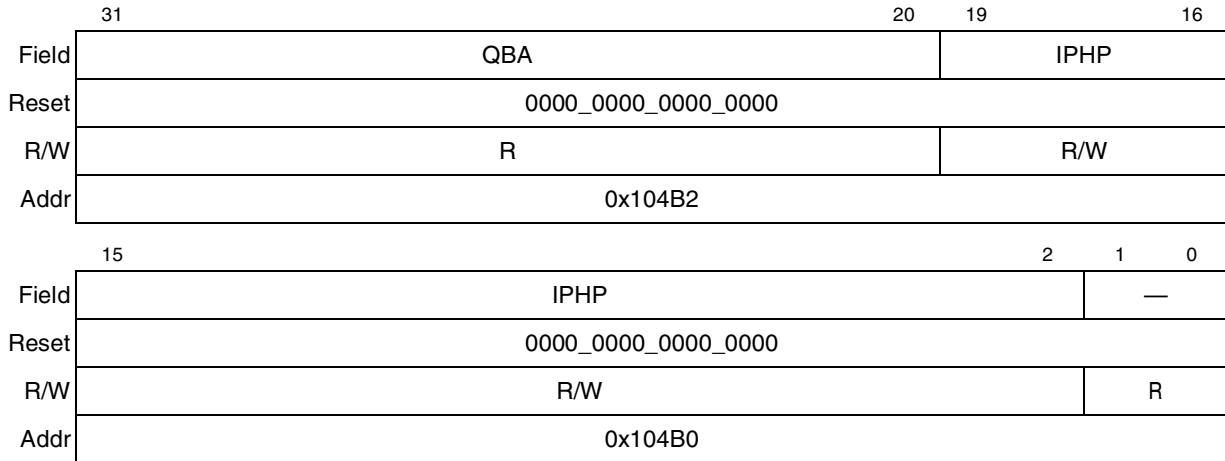 31 20 19 16
Field QBA IPHP
Reset 0000_0000_0000_0000
R/W R R/W
Addr 0x104B2
15 2 1 0
Field IPHP —
Reset 0000_0000_0000_0000
R/W R/W R
Addr 0x104B0